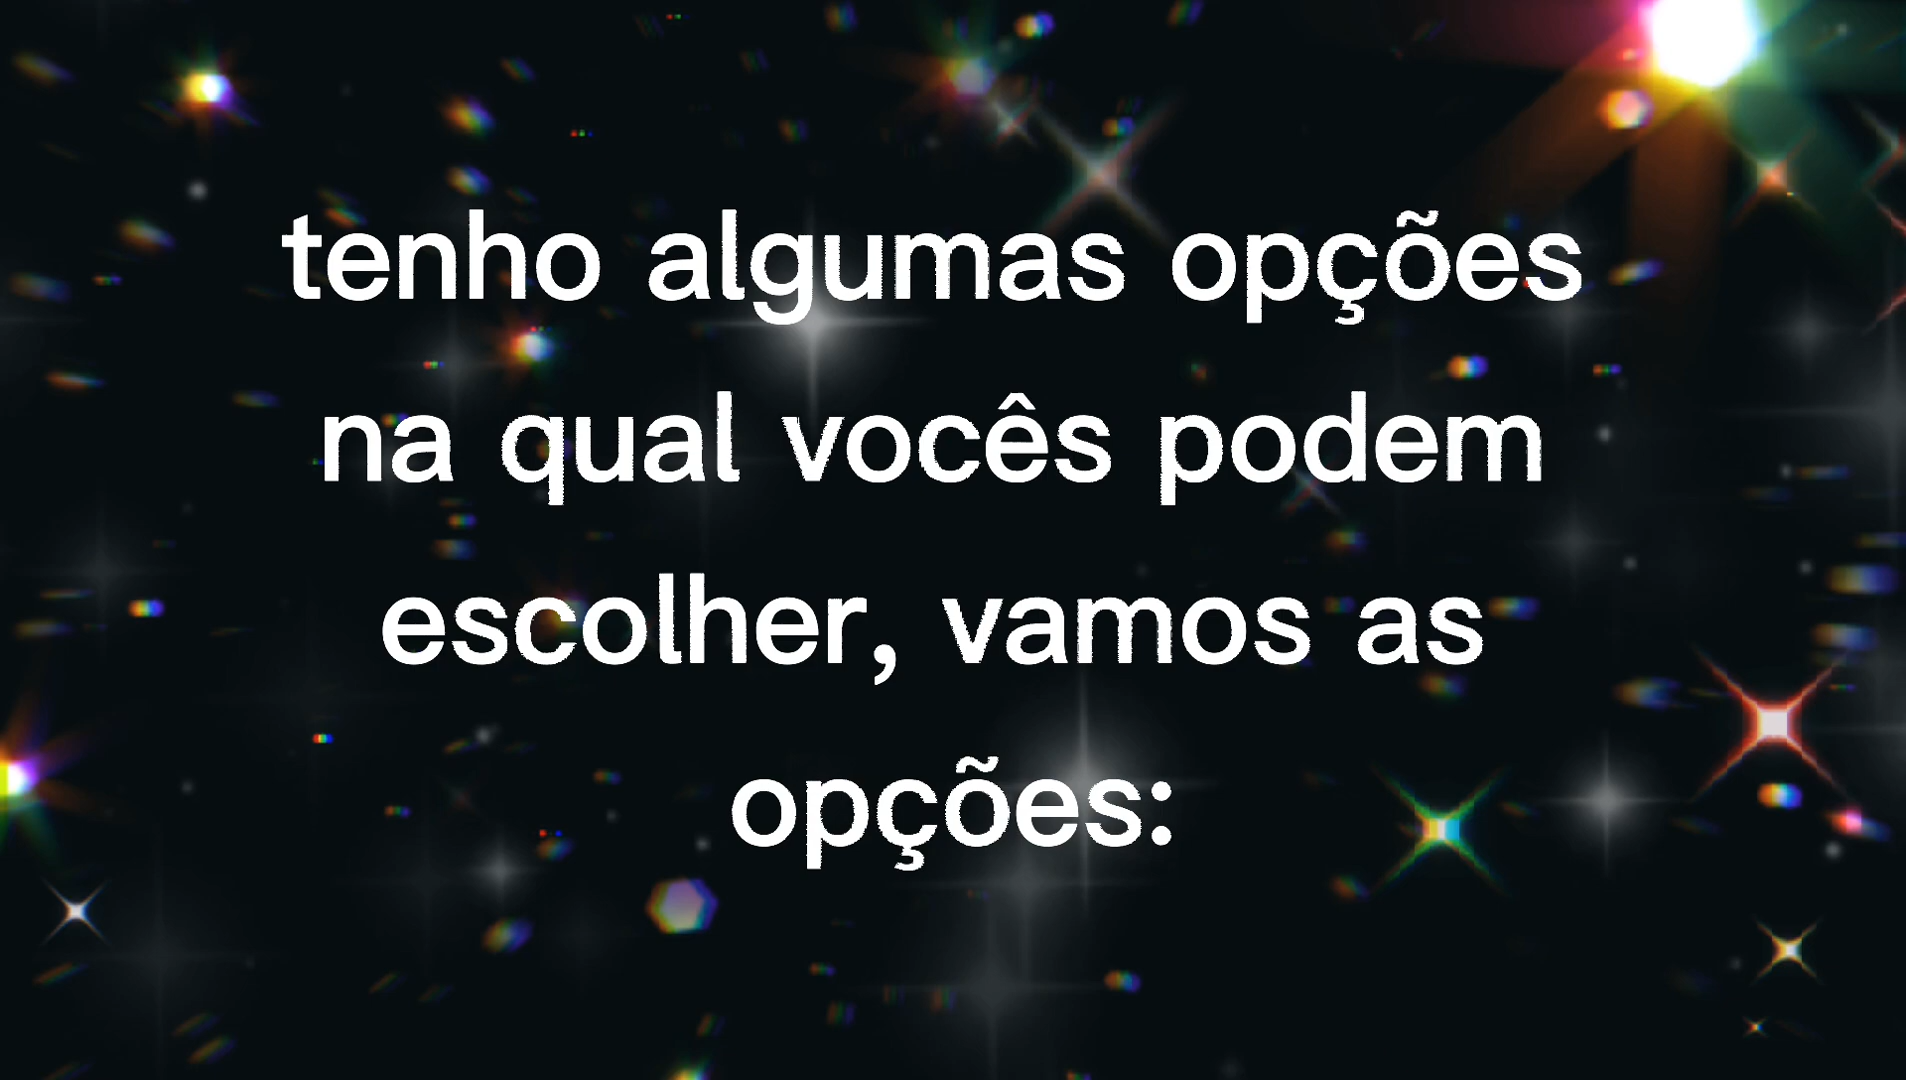 tenho algumas opções
na qual vocês podem
escolher, vamos as
opções: